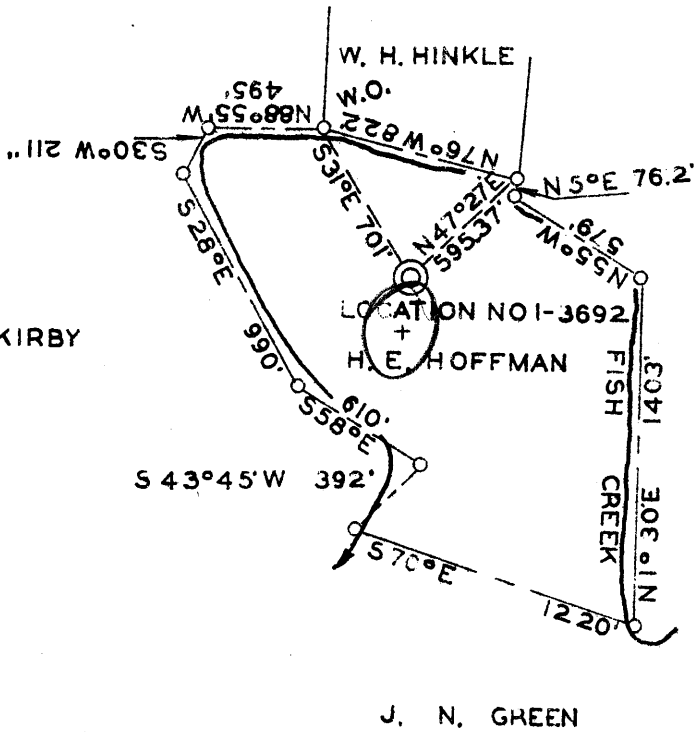 W. H. HINKLE
N88°55'W
495'
W.O.
N76°W 822'
S30°W 211"
S31°E 701'
N47°27'E
595.37'
N5°E 76.2'
N55°W
579'
S28°E
990'
LOCATION NO 1-3692
KIRBY
H. E. HOFFMAN
S58°E
610'
FISH CREEK
N1°30'E
1403'
S43°45'W 392'
S70°E
1220'
J. N. GREEN